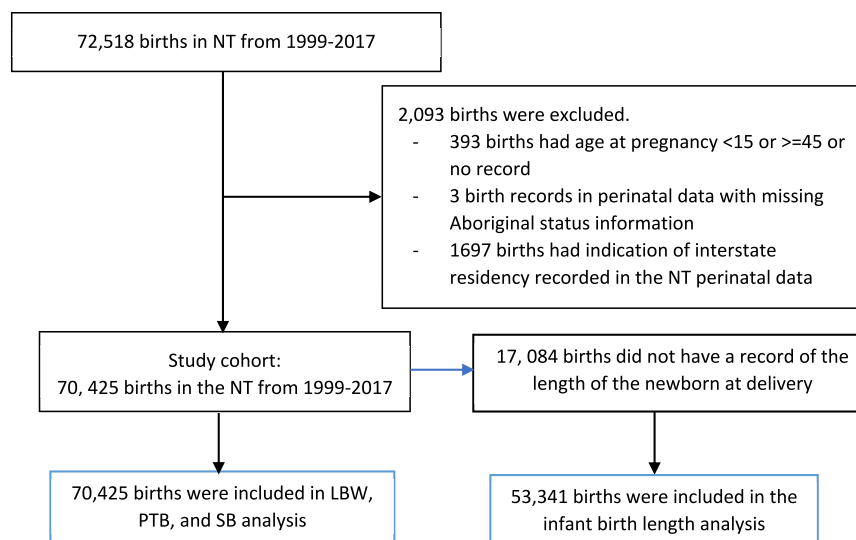 72,518 births in NT from 1999-2017
2,093 births were excluded.
- 393 births had age at pregnancy <15 or >=45 or
no record
- 3 birth records in perinatal data with missing
Aboriginal status information
- 1697 births had indication of interstate
residency recorded in the NT perinatal data
Study cohort:
70, 425 births in the NT from 1999-2017
17, 084 births did not have a record of the
length of the newborn at delivery
70,425 births were included in LBW,
PTB, and SB analysis
53,341 births were included in the
infant birth length analysis